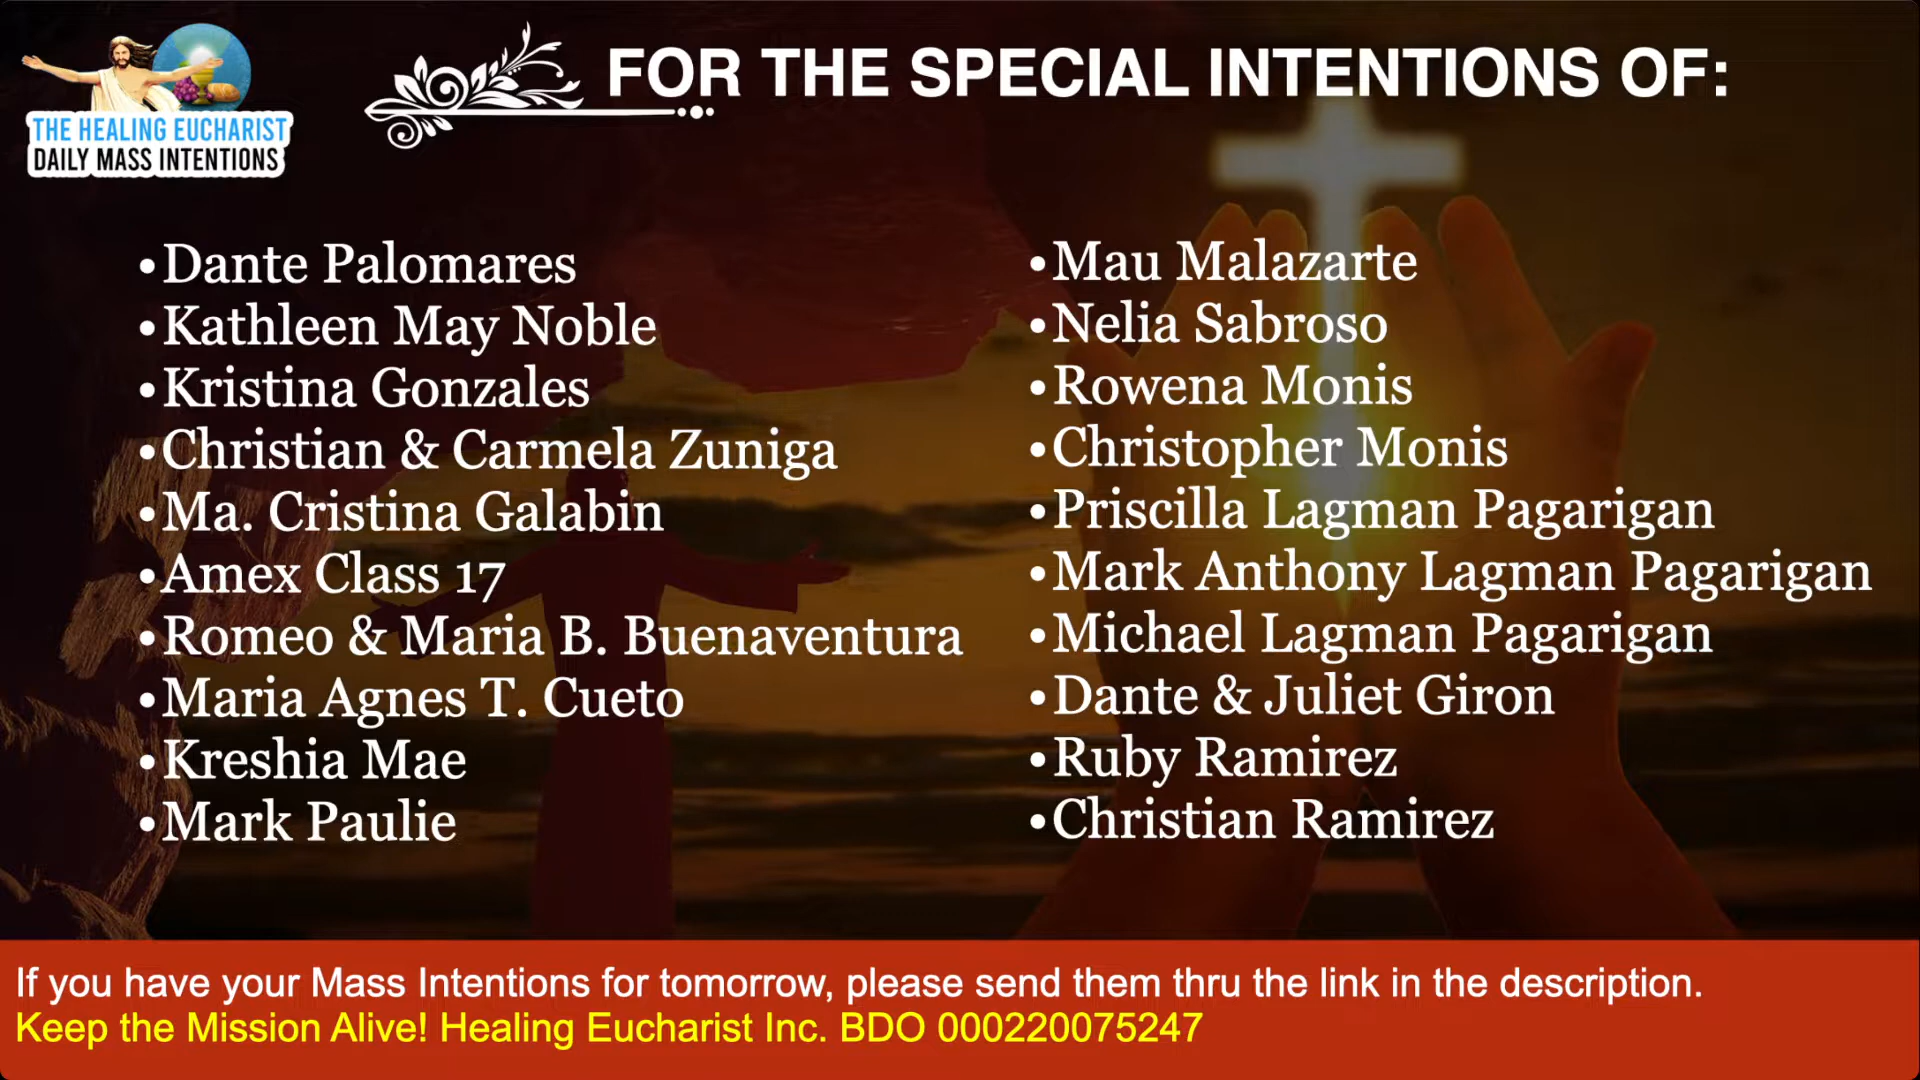 THE HEALING EUCHARIST
DAILY MASS INTENTIONS
FOR THE SPECIAL INTENTIONS OF:
•Dante Palomares
•Kathleen May Noble
•Kristina Gonzales
•Christian & Carmela Zuniga
•Ma. Cristina Galabin
•Amex Class 17
•Romeo & Maria B. Buenaventura
•Maria Agnes T. Cueto
•Kreshia Mae
•Mark Paulie
•Mau Malazarte
•Nelia Sabroso
•Rowena Monis
•Christopher Monis
•Priscilla Lagman Pagarigan
•Mark Anthony Lagman Pagarigan
•Michael Lagman Pagarigan
•Dante & Juliet Giron
•Ruby Ramirez
•Christian Ramirez
If you have your Mass Intentions for tomorrow, please send them thru the link in the description.
Keep the Mission Alive! Healing Eucharist Inc. BDO 000220075247